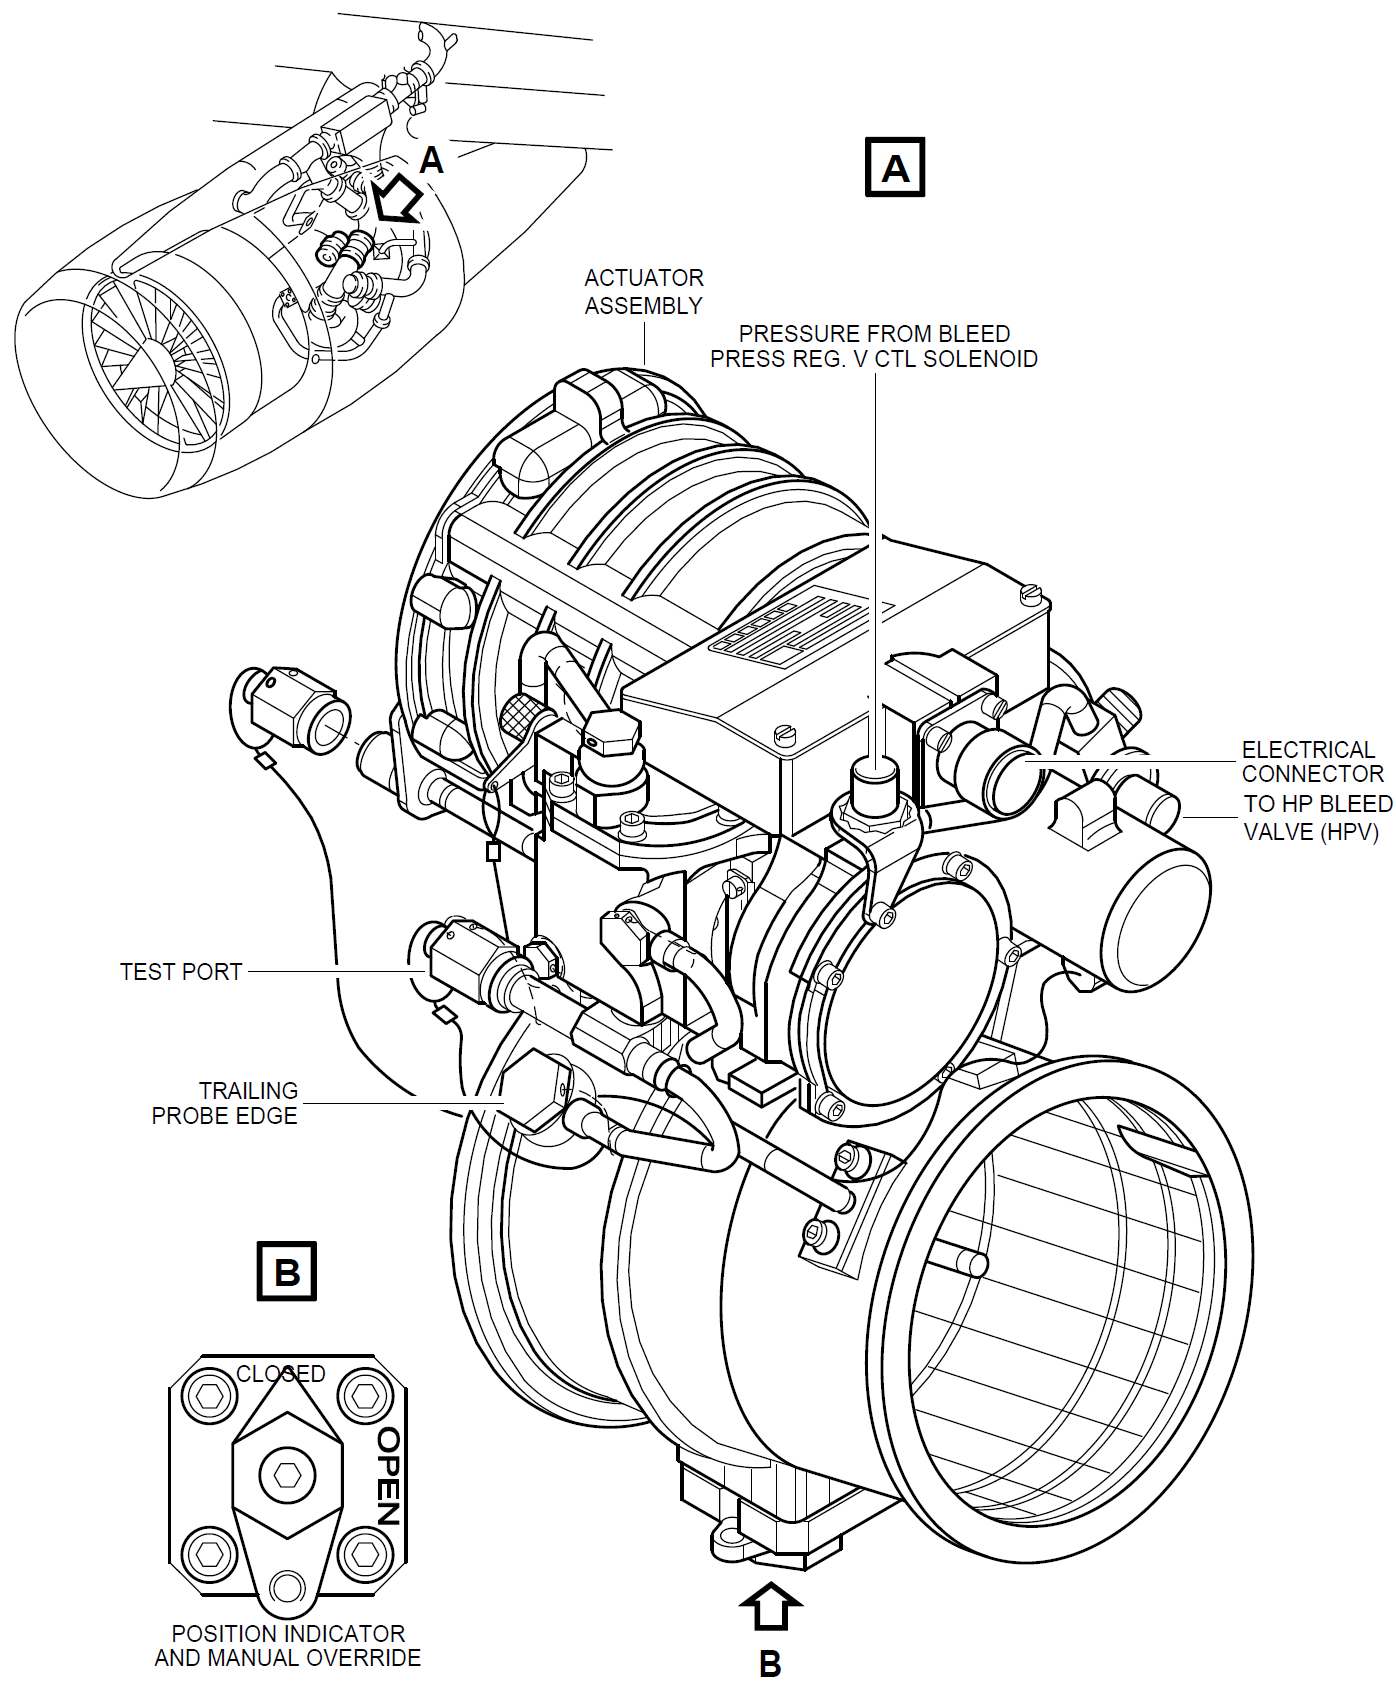 A
A
ACTUATOR
ASSEMBLY
PRESSURE FROM BLEED
PRESS REG. V CTL SOLENOID
ELECTRICAL
CONNECTOR
TO HP BLEED
VALVE (HPV)
TEST PORT
TRAILING
PROBE EDGE
B
CLOSED
OPEN
POSITION INDICATOR
AND MANUAL OVERRIDE
B